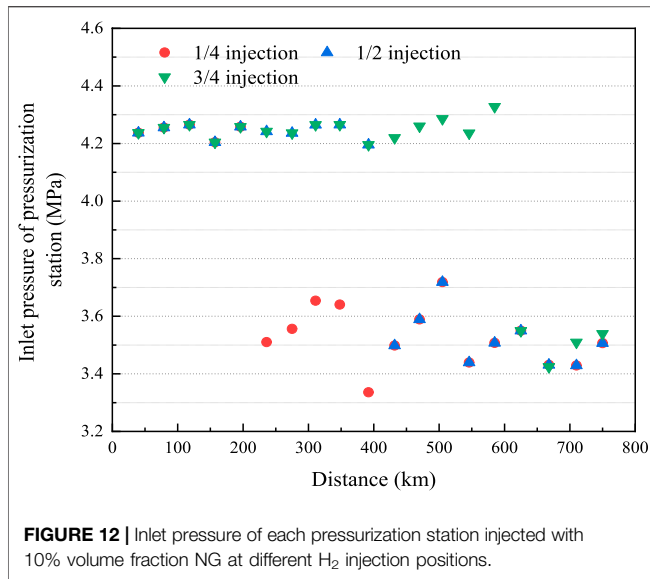 4.6
1/4 injection
1/2 injection
3/4 injection
4.4
4.2
4.0
3.8
3.6
3.4
3.2
Inlet pressure of pressurization
station (MPa)
0 100 200 300 400 500 600 700 800
Distance (km)
FIGURE 12 | Inlet pressure of each pressurization station injected with
10% volume fraction NG at different H₂ injection positions.